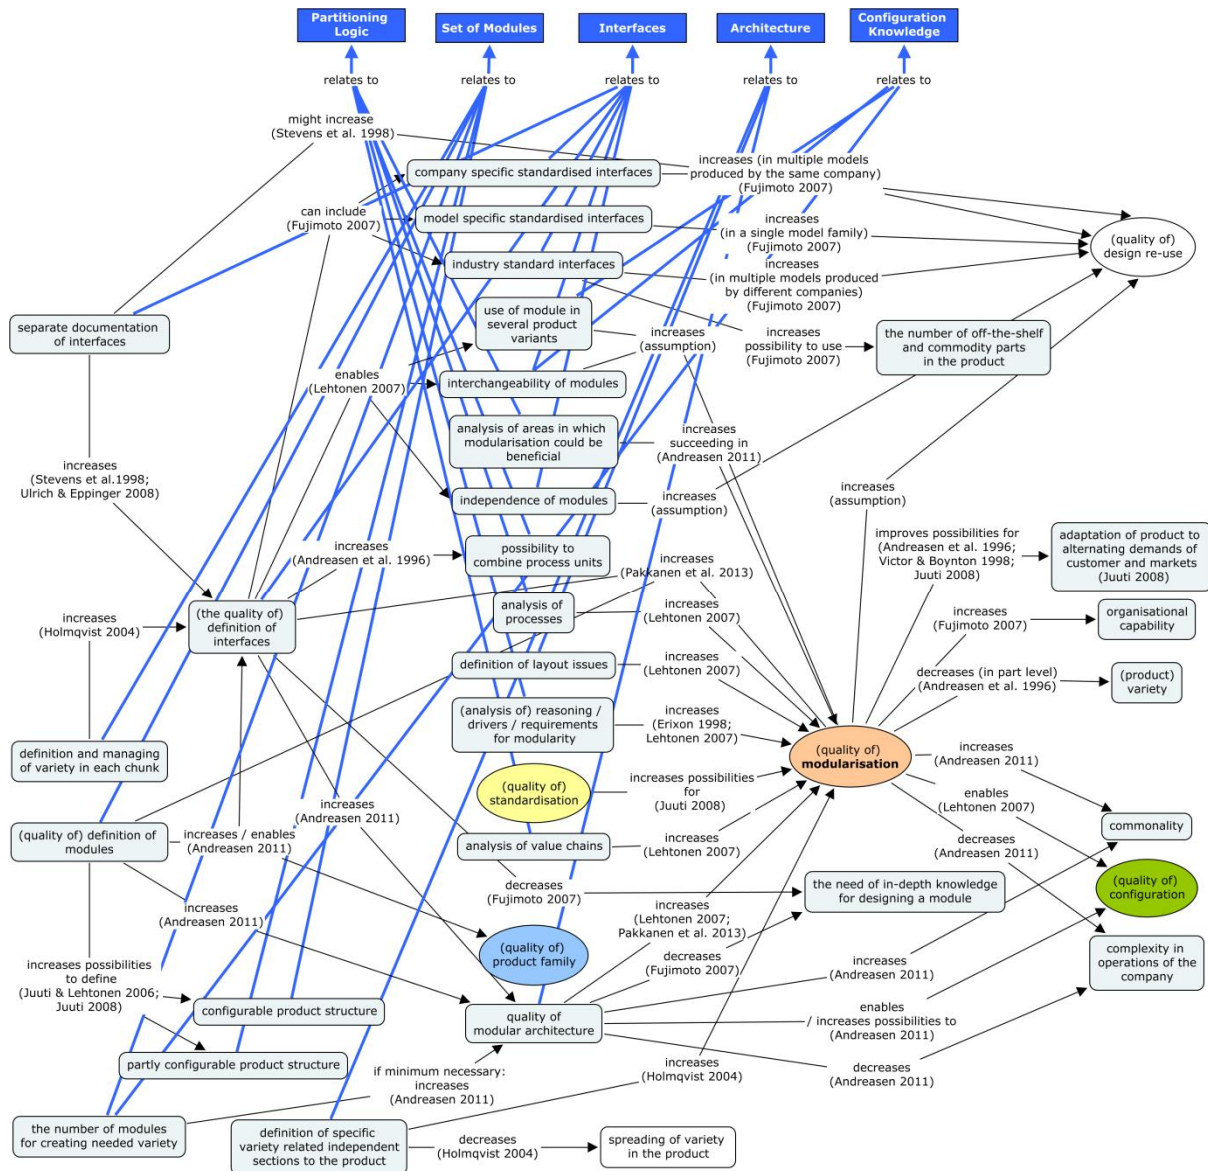 Partitioning
Logic
Set of Modules
Interfaces
Architecture
Configuration
Knowledge
relates to
relates to
relates to
relates to
relates to
might increase
(Stevens et al. 1998)
company specific standardised interfaces
increases (in multiple models
produced by the same company)
(Fujimoto 2007)
can include
(Fujimoto 2007)
model specific standardised interfaces
increases
(in a single model family)
(Fujimoto 2007)
(quality of)
design re-use
industry standard interfaces
increases
(in multiple models produced
by different companies)
(Fujimoto 2007)
separate documentation
of interfaces
use of module in
several product
variants
increases
(assumption)
increases
possibility to use
(Fujimoto 2007)
the number of off-the-shelf
and commodity parts
in the product
enables
(Lehtonen 2007)
interchangeability of modules
analysis of areas in which
modularisation could be
beneficial
increases
succeeding in
(Andreasen 2011)
increases
(Stevens et al.1998;
Ulrich & Eppinger 2008)
independence of modules
increases
(assumption)
increases
(assumption)
increases
(Andreasen et al. 1996)
possibility to
combine process units
increases
(Pakkanen et al. 2013)
improves possibilities for
(Andreasen et al. 1996;
Victor & Boynton 1998;
Juuti 2008)
adaptation of product to
alternating demands of
customer and markets
(Juuti 2008)
increases
(Holmqvist 2004)
(the quality of)
definition of
interfaces
analysis of
processes
increases
(Lehtonen 2007)
increases
(Fujimoto 2007)
organisational
capability
definition of layout issues
increases
(Lehtonen 2007)
decreases (in part level)
(Andreasen et al. 1996)
(product)
variety
(analysis of) reasoning /
drivers / requirements
for modularity
increases
(Erixon 1998;
Lehtonen 2007)
definition and managing
of variety in each chunk
(quality of)
modularisation
increases
(Andreasen 2011)
(quality of)
standardisation
increases possibilities
for
(Juuti 2008)
enables
(Lehtonen 2007)
increases
(Andreasen 2011)
(quality of) definition of
modules
increases / enables
(Andreasen 2011)
analysis of value chains
increases
(Lehtonen 2007)
decreases
(Andreasen 2011)
commonality
decreases
(Fujimoto 2007)
the need of in-depth knowledge
for designing a module
(quality of)
configuration
increases
(Andreasen 2011)
increases
(Lehtonen 2007;
Pakkanen et al. 2013)
(quality of)
product family
decreases
(Fujimoto 2007)
increases
(Andreasen 2011)
complexity in
operations of the
company
increases possibilities
to define
(Juuti & Lehtonen 2006;
Juuti 2008)
configurable product structure
quality of
modular architecture
enables
/ increases possibilities to
(Andreasen 2011)
partly configurable product structure
if minimum necessary:
increases
(Andreasen 2011)
increases
(Holmqvist 2004)
decreases
(Andreasen 2011)
the number of modules
for creating needed variety
definition of specific
variety related independent
sections to the product
decreases
(Holmqvist 2004)
spreading of variety
in the product